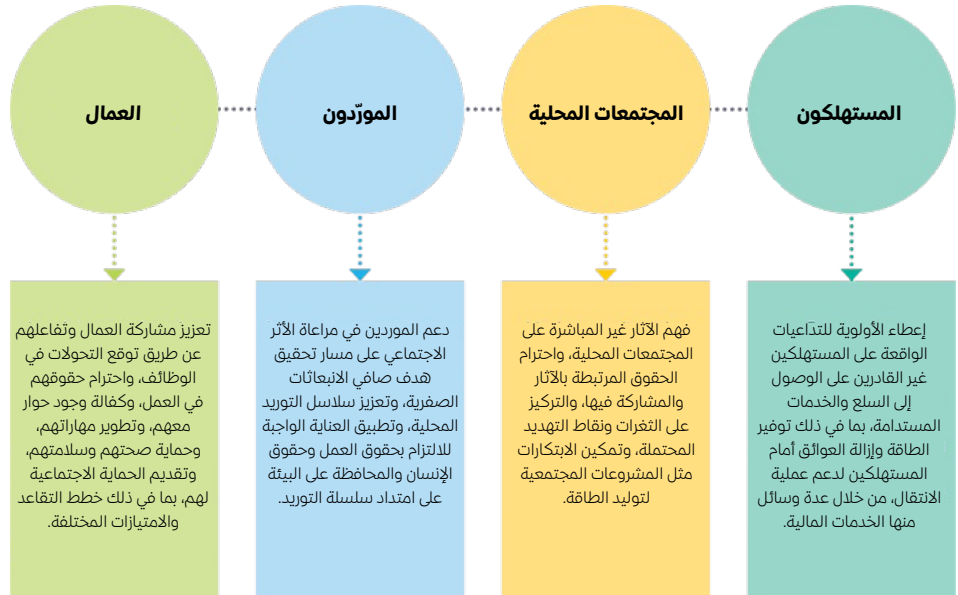 المستهلكون
إعطاء الأولوية للتداعيات
الواقعة على المستهلكين
غير القادرين على الوصول
إلى السلع والخدمات
المستدامة، بما في ذلك توفير
الطاقة وإزالة العوائق أمام
المستهلكين لدعم عملية
الانتقال، من خلال عدة وسائل
منها الخدمات المالية.
المجتمعات المحلية
فهم الآثار غير المباشرة على
المجتمعات المحلية، واحترام
الحقوق المرتبطة بالآثار
والمشاركة فيها، والتركيز
على الثغرات ونقاط التهديد
المحتملة، وتمكين الابتكارات
مثل المشروعات المجتمعية
لتوليد الطاقة.
المورّدون
دعم الموردين في مراعاة الأثر
الاجتماعي على مسار تحقيق
هدف صافي الانبعاثات
الصفرية، وتعزيز سلاسل التوريد
المحلية، وتطبيق العناية الواجبة
للالتزام بحقوق العمل وحقوق
الإنسان والمحافظة على البيئة
على امتداد سلسلة التوريد.
العمال
تعزيز مشاركة العمال وتفاعلهم
عن طريق توقع التحولات في
الوظائف، واحترام حقوقهم
في العمل، وكفالة وجود حوار
معهم، وتطوير مهاراتهم،
وحماية صحتهم وسلامتهم،
وتقديم الحماية الاجتماعية
لهم، بما في ذلك خطط التقاعد
والامتيازات المختلفة.